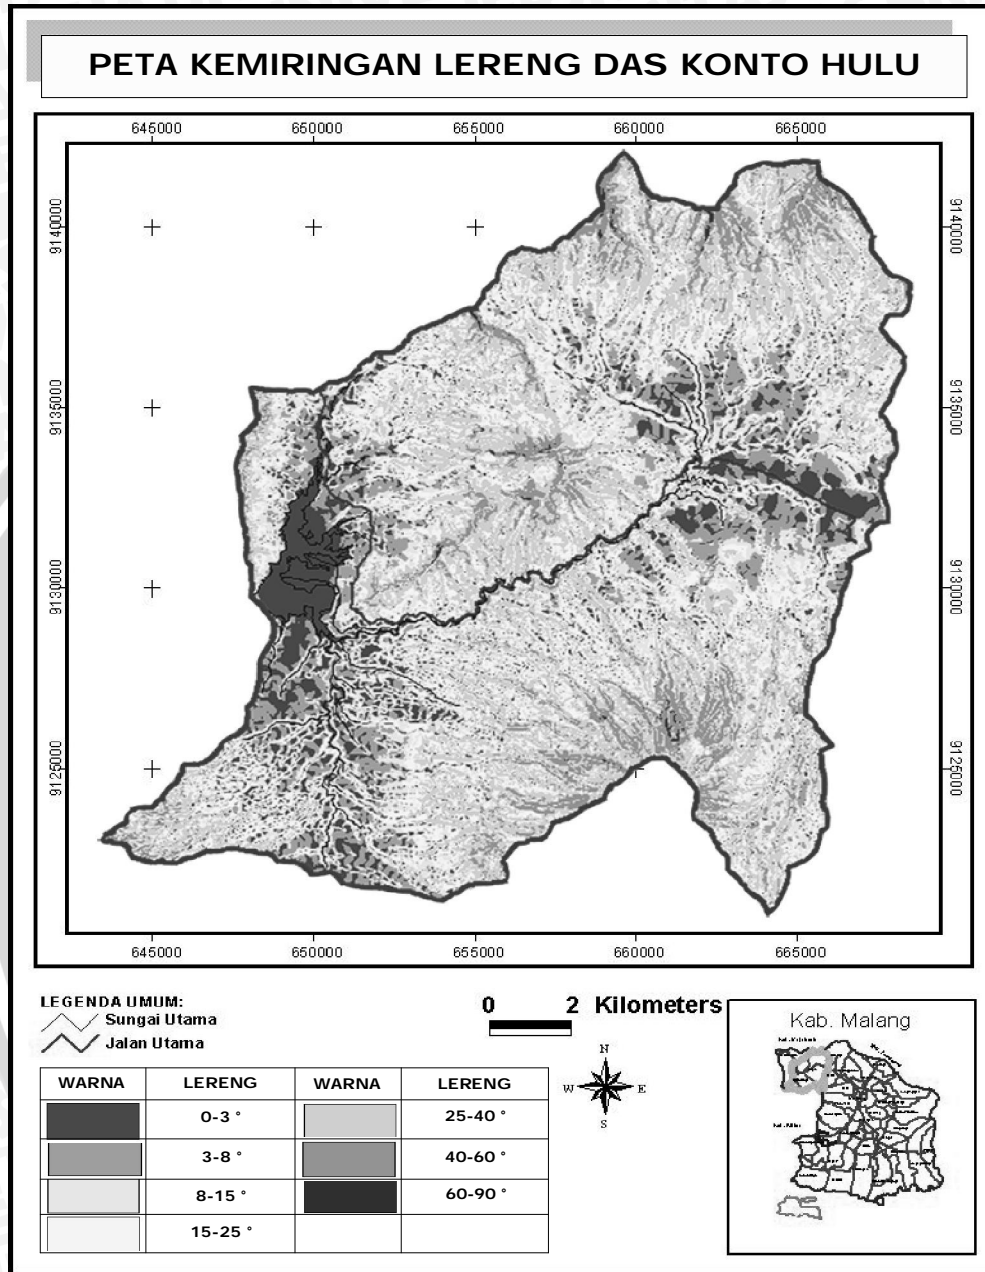 PETA KEMIRINGAN LERENG DAS KONTO HULU
645000 650000 655000 660000 665000
9140000 9140000
9135000 9135000
9130000 9130000
9125000 9125000
645000 650000 655000 660000 665000
LEGENDA UMUM:
Sungai Utama
Jalan Utama
0 2 Kilometers
N
W E
S
Kab. Malang
WARNA LERENG WARNA LERENG
0-3 ° 25-40 °
3-8 ° 40-60 °
8-15 ° 60-90 °
15-25 °